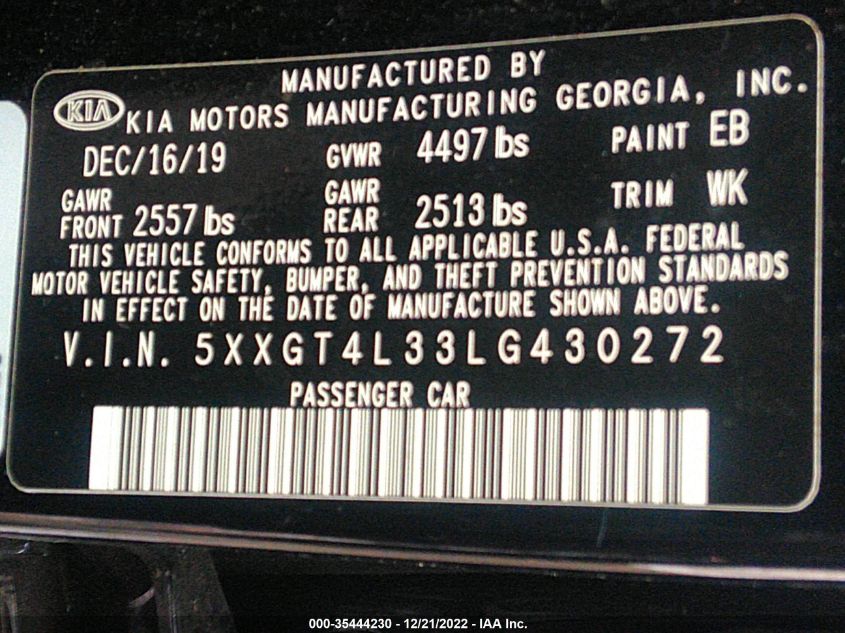 MANUFACTURED BY
KIA KIA MOTORS MANUFACTURING GEORGIA, INC.
DEC/16/19 GVWR 4497 lbs PAINT EB
GAWR FRONT 2557 lbs GAWR REAR 2513 lbs TRIM WK
THIS VEHICLE CONFORMS TO ALL APPLICABLE U.S.A. FEDERAL
MOTOR VEHICLE SAFETY, BUMPER, AND THEFT PREVENTION STANDARDS
IN EFFECT ON THE DATE OF MANUFACTURE SHOWN ABOVE.
V.I.N. 5XXGT4L33LG430272
PASSENGER CAR
000-35444230 - 12/21/2022 - IAA Inc.